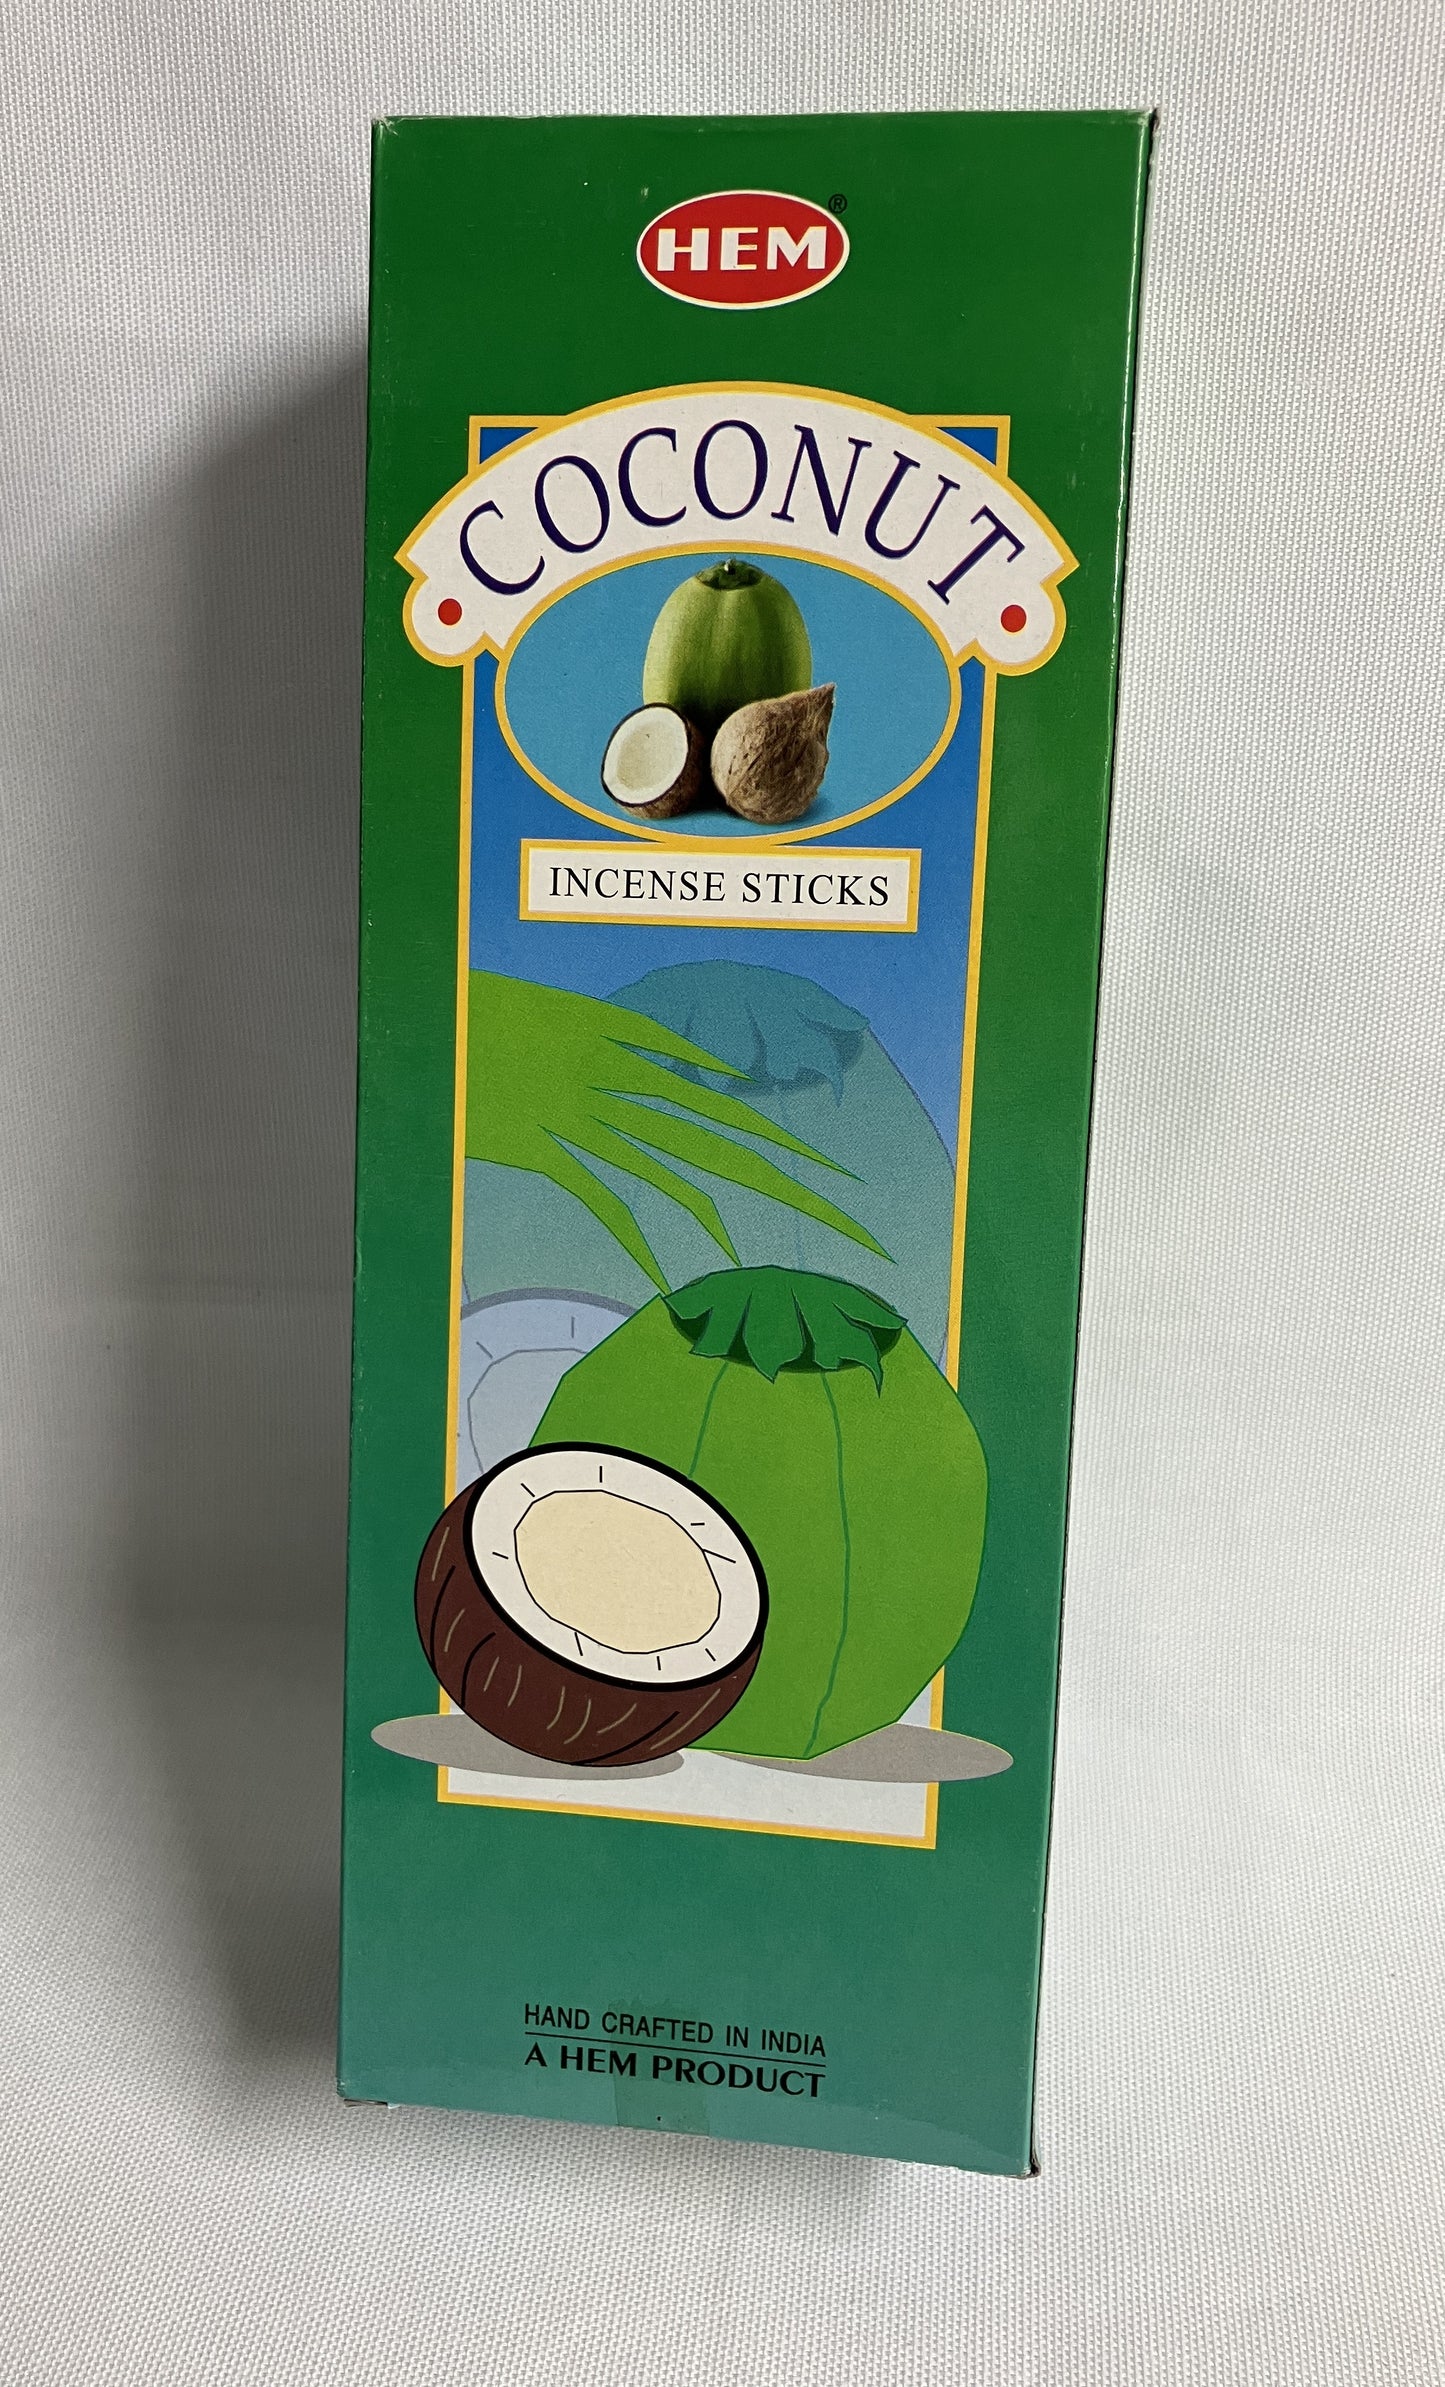 HEM®
COCONUT
INCENSE STICKS
HAND CRAFTED IN INDIA
A HEM PRODUCT